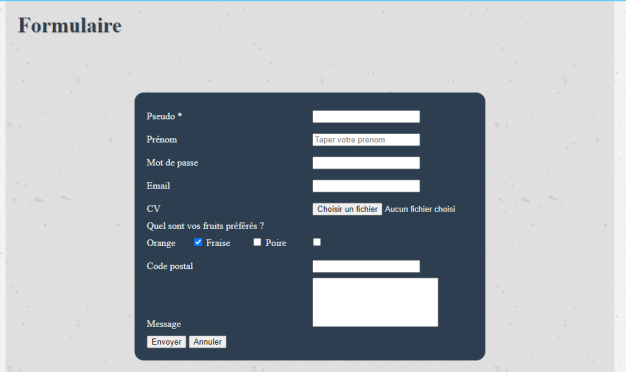 Formulaire
Pseudo *
Prénom Taper votre prenom
Mot de passe
Email
CV Choisir un fichier Aucun fichier choisi
Quel sont vos fruits préférés ?
Orange Fraise Poire
Code postal
Message
Envoyer Annuler